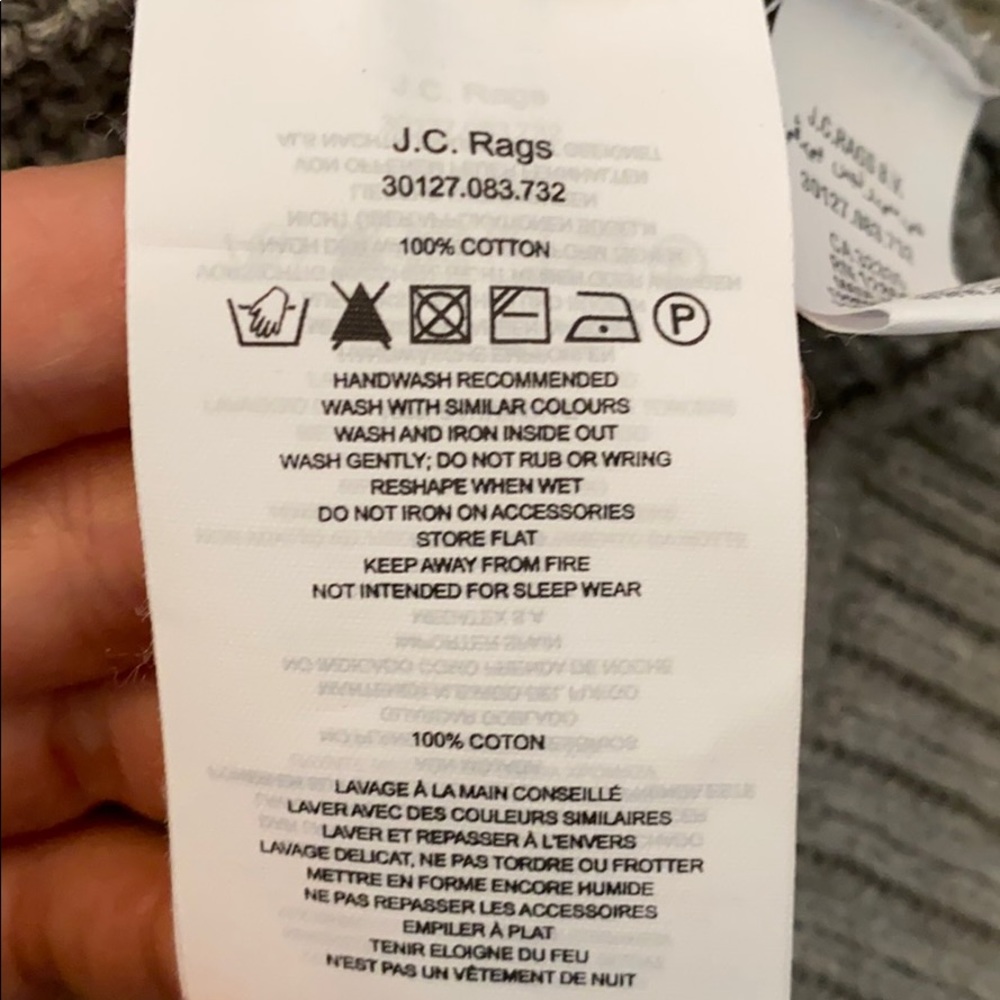 J.C. Rags
30127.083.732
100% COTTON
P
HANDWASH RECOMMENDED
WASH WITH SIMILAR COLOURS
WASH AND IRON INSIDE OUT
WASH GENTLY; DO NOT RUB OR WRING
RESHAPE WHEN WET
DO NOT IRON ON ACCESSORIES
STORE FLAT
KEEP AWAY FROM FIRE
NOT INTENDED FOR SLEEP WEAR
100% COTON
LAVAGE À LA MAIN CONSEILLÉ
LAVER AVEC DES COULEURS SIMILAIRES
LAVER ET REPASSER À L'ENVERS
LAVAGE DELICAT, NE PAS TORDRE OU FROTTER
METTRE EN FORME ENCORE HUMIDE
NE PAS REPASSER LES ACCESSOIRES
EMPILER À PLAT
TENIR ELOIGNE DU FEU
N'EST PAS UN VÊTEMENT DE NUIT
J.C.RAGS B.V.
30127.083.732